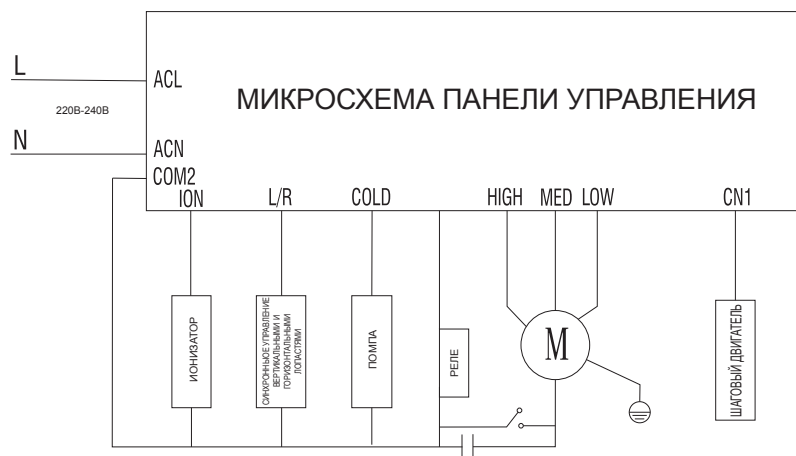 L
ACL
МИКРОСХЕМА ПАНЕЛИ УПРАВЛЕНИЯ
220В-240В
N
ACN
COM2
ION
L/R
COLD
HIGH
MED
LOW
CN1
ИОНИЗАТОР
СИНХРОННЬОЕ УПРАВЛЕНИЕ
ВЕРТИКАЛЬНЫМИ И
ГОРИЗОНТАЛЬНЫМИ
ЛОПАСТЯМИ
ПОМПА
РЕЛЕ
M
ШАГОВЫЙ ДВИГАТЕЛЬ